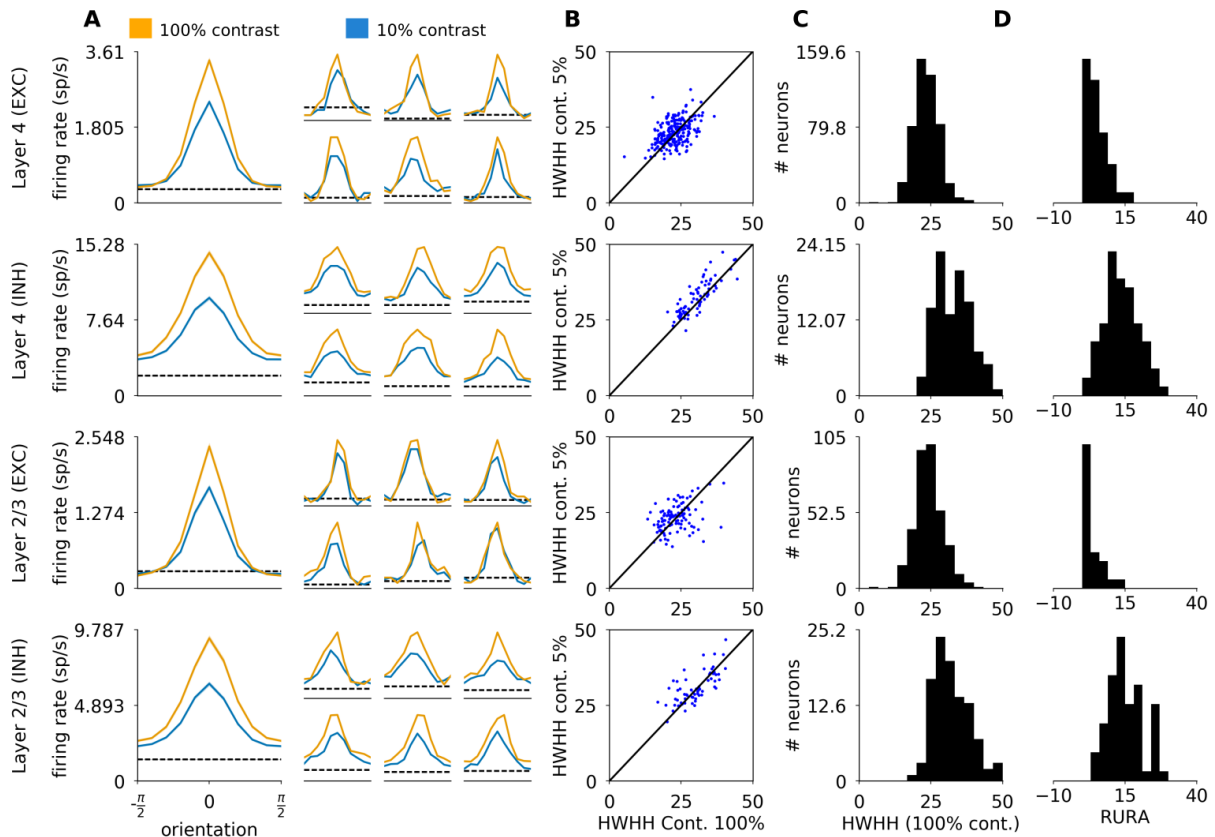 A B C D
100% contrast 10% contrast
Layer 4 (EXC)
firing rate (sp/s)
3.61
1.805
0
HWHH cont. 5%
50
25
0
0 25 50
# neurons
159.6
79.8
0
0 25 50
−10 15 40
Layer 4 (INH)
firing rate (sp/s)
15.28
7.64
0
HWHH cont. 5%
50
25
0
0 25 50
# neurons
24.15
12.07
0
0 25 50
−10 15 40
Layer 2/3 (EXC)
firing rate (sp/s)
2.548
1.274
0
HWHH cont. 5%
50
25
0
0 25 50
# neurons
105
52.5
0
0 25 50
−10 15 40
Layer 2/3 (INH)
firing rate (sp/s)
9.787
4.893
0
-π/2 0 π/2
orientation
HWHH cont. 5%
50
25
0
0 25 50
HWHH Cont. 100%
# neurons
25.2
12.6
0
0 25 50
HWHH (100% cont.)
−10 15 40
RURA